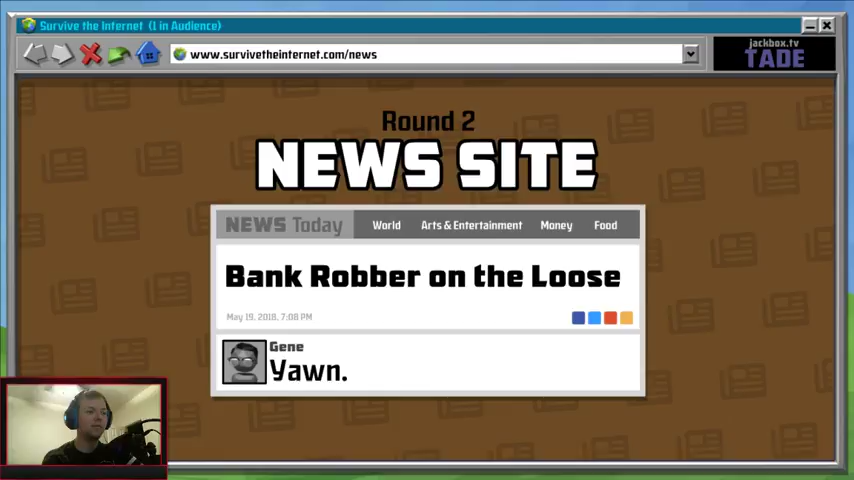 Survive the Internet (1 in Audience)
www.survivetheinternet.com/news
jackbox.tv
TADE
Round 2
NEWS SITE
NEWS Today
World
Arts & Entertainment
Money
Food
Bank Robber on the Loose
May 19, 2018, 7:08 PM
Gene
Yawn.